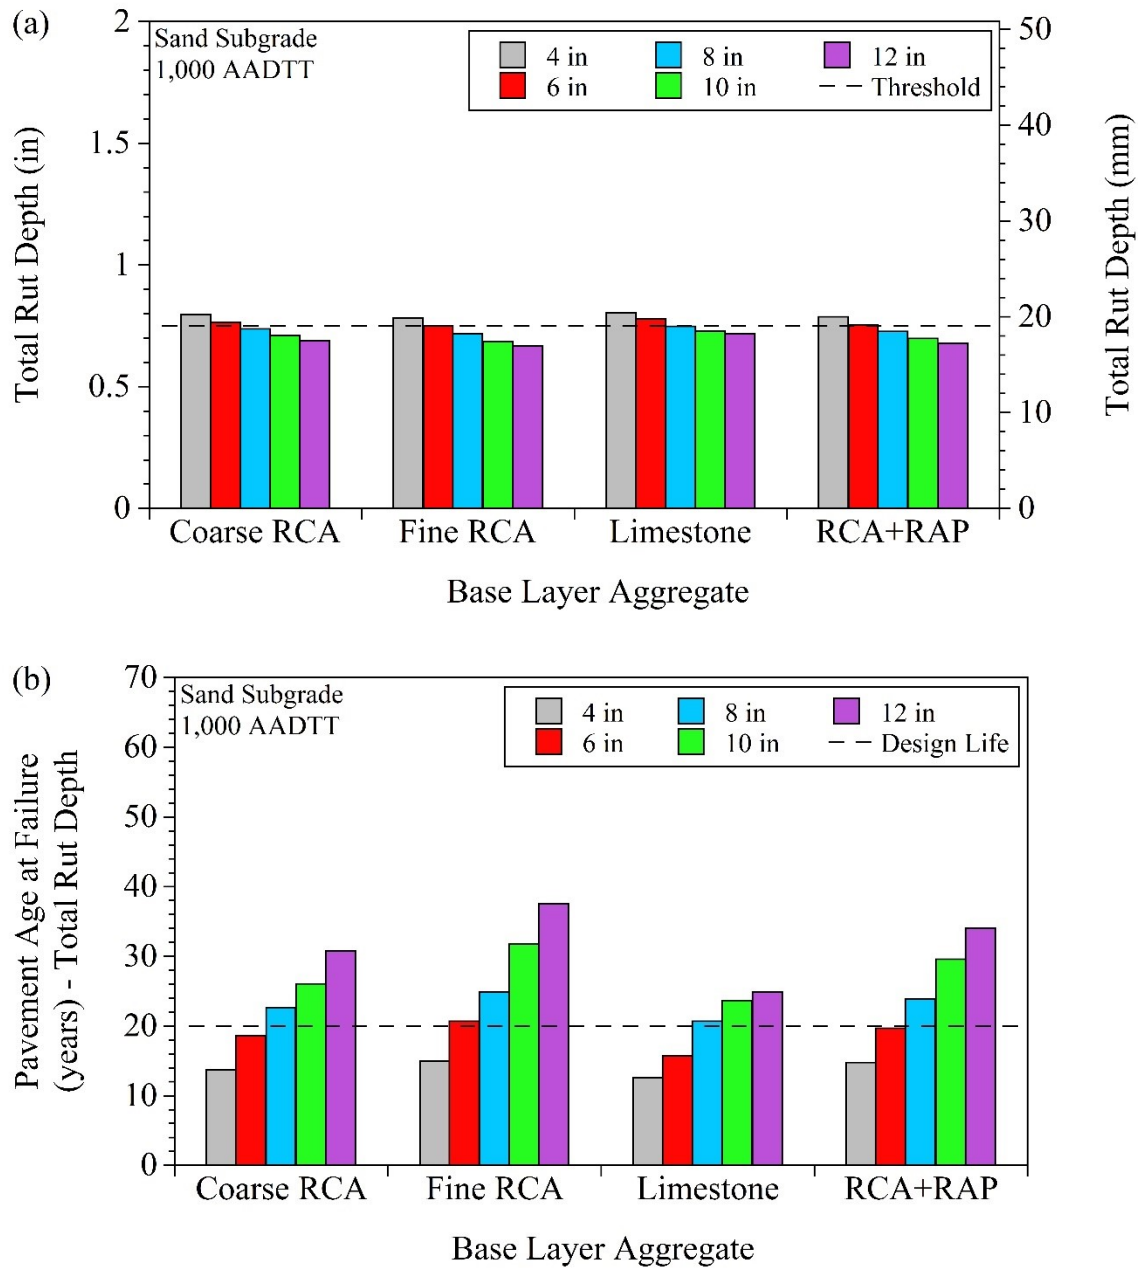 (a)
Sand Subgrade
1,000 AADTT
4 in
8 in
12 in
6 in
10 in
Threshold
Total Rut Depth (in)
2
1.5
1
0.5
0
Total Rut Depth (mm)
50
40
30
20
10
0
Coarse RCA
Fine RCA
Limestone
RCA+RAP
Base Layer Aggregate
(b)
Sand Subgrade
1,000 AADTT
4 in
8 in
12 in
6 in
10 in
Design Life
Pavement Age at Failure
(years) - Total Rut Depth
70
60
50
40
30
20
10
0
Coarse RCA
Fine RCA
Limestone
RCA+RAP
Base Layer Aggregate